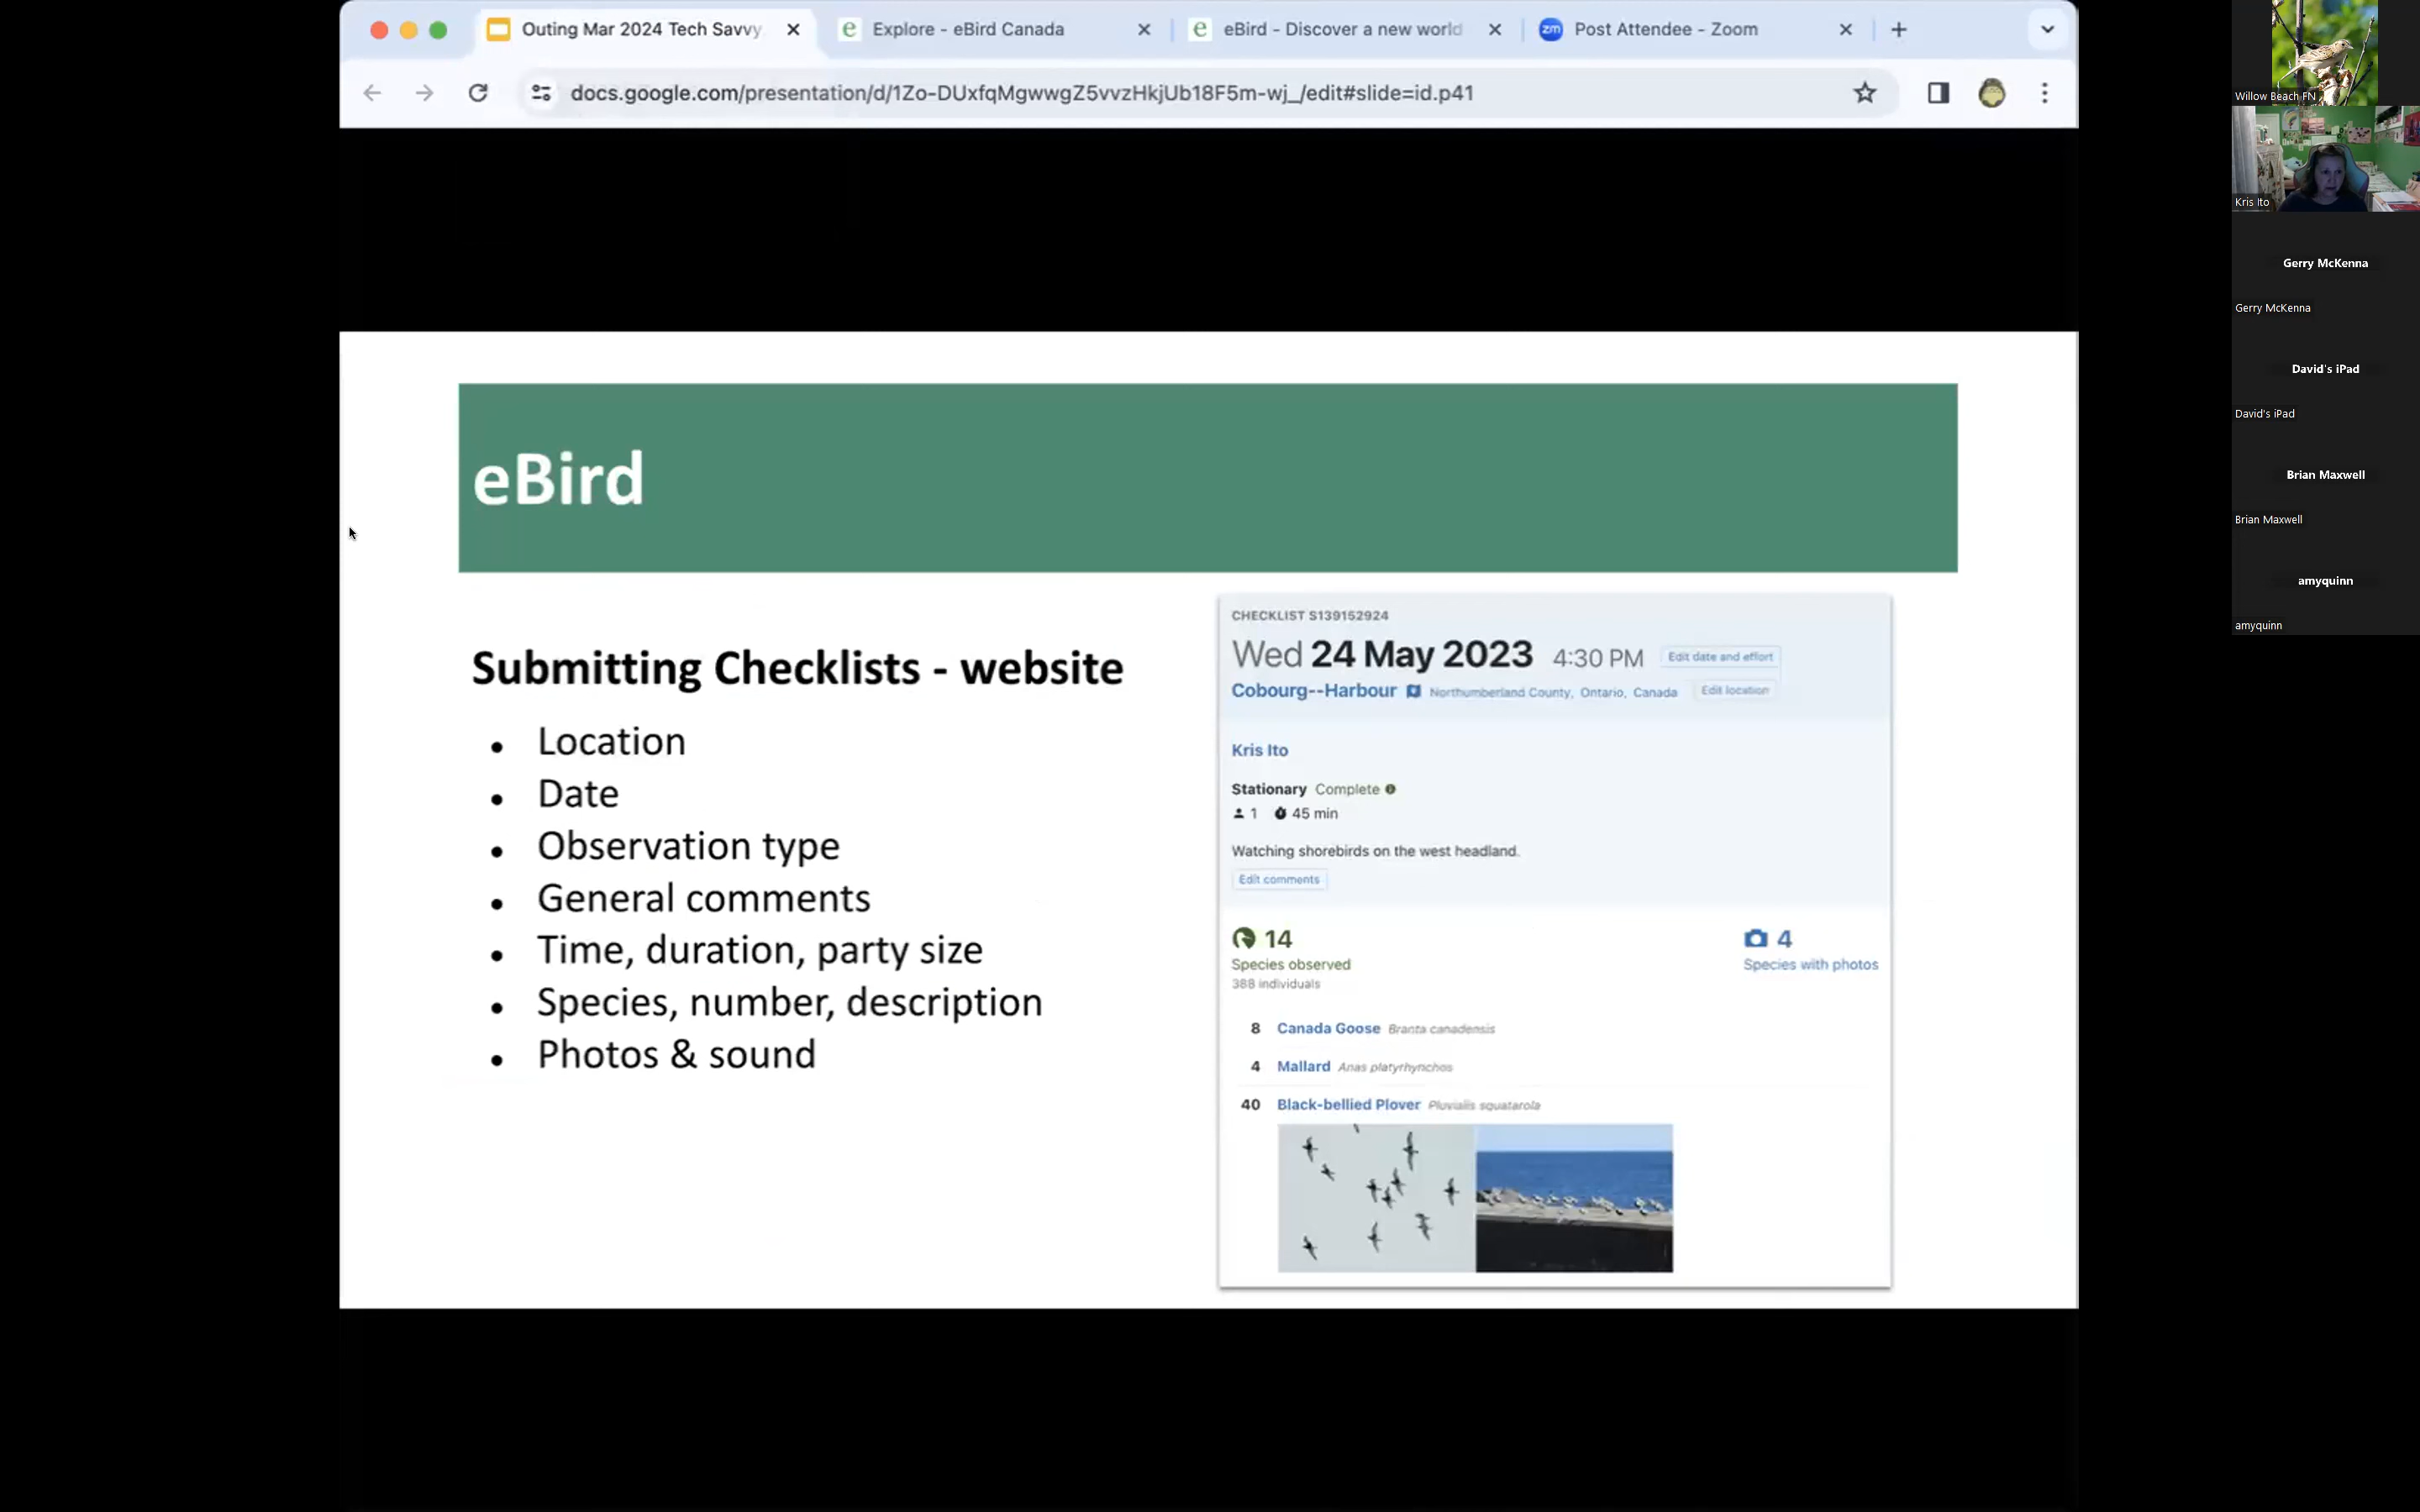 Outing Mar 2024 Tech Savvy
Explore - eBird Canada
eBird - Discover a new world
zm Post Attendee - Zoom
docs.google.com/presentation/d/1Zo-DUxfqMgwwgZ5vvzHkjUb18F5m-wj_/edit#slide=id.p41
eBird
Submitting Checklists - website
• Location
• Date
• Observation type
• General comments
• Time, duration, party size
• Species, number, description
• Photos & sound
CHECKLIST S139152924
Wed 24 May 2023 4:30 PM Edit date and effort
Cobourg--Harbour Northumberland County, Ontario, Canada Edit location
Kris Ito
Stationary Complete
1 45 min
Watching shorebirds on the west headland.
Edit comments
14
Species observed
388 individuals
4
Species with photos
8 Canada Goose Branta canadensis
4 Mallard Anas platyrhynchos
40 Black-bellied Plover Pluvialis squatarola
Willow Beach FN
Kris Ito
Gerry McKenna
Gerry McKenna
David's iPad
David's iPad
Brian Maxwell
Brian Maxwell
amyquinn
amyquinn